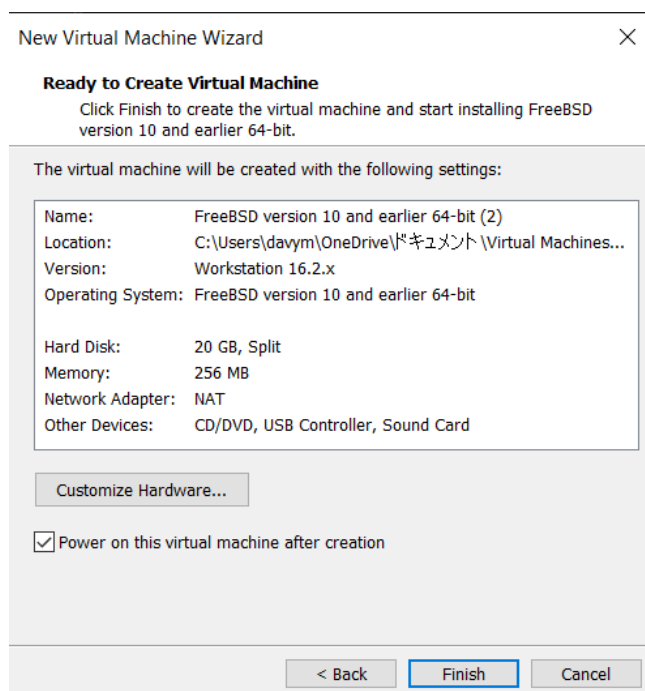 New Virtual Machine Wizard
Ready to Create Virtual Machine
Click Finish to create the virtual machine and start installing FreeBSD
version 10 and earlier 64-bit.
The virtual machine will be created with the following settings:
Name: FreeBSD version 10 and earlier 64-bit (2)
Location: C:\Users\davym\OneDrive\ドキュメント\Virtual Machines...
Version: Workstation 16.2.x
Operating System: FreeBSD version 10 and earlier 64-bit
Hard Disk: 20 GB, Split
Memory: 256 MB
Network Adapter: NAT
Other Devices: CD/DVD, USB Controller, Sound Card
Customize Hardware...
Power on this virtual machine after creation
< Back Finish Cancel